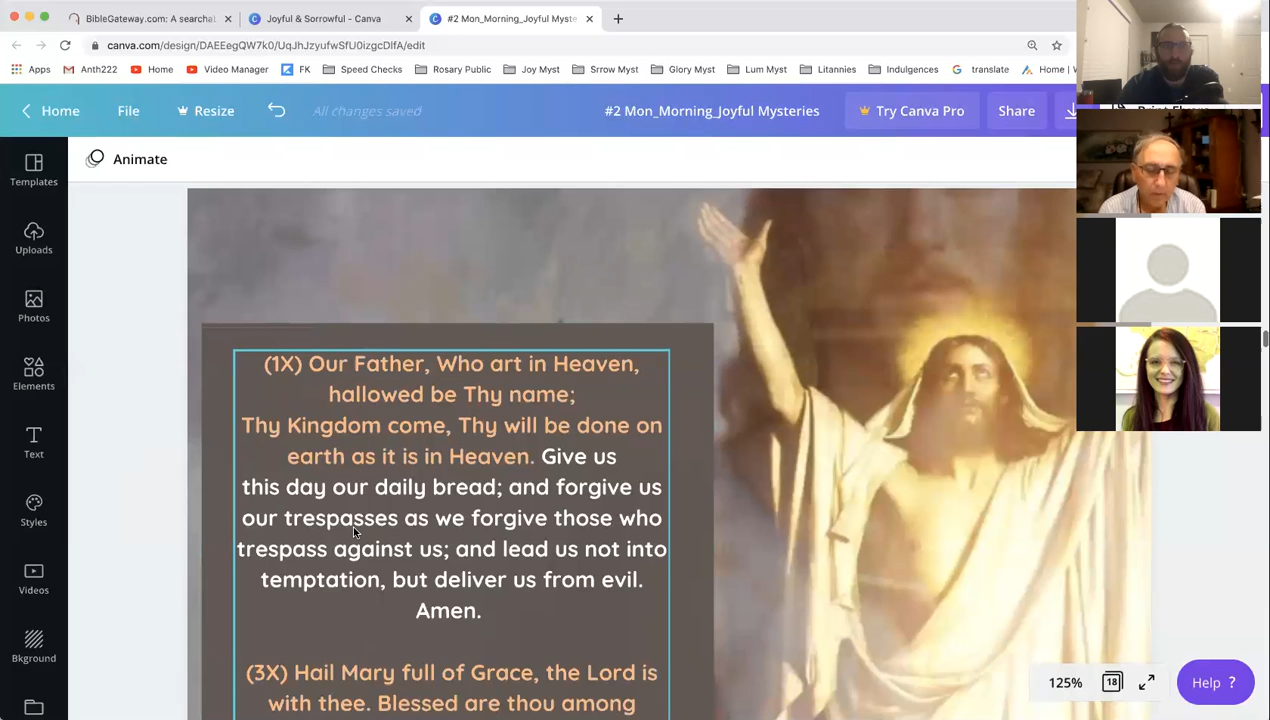 BibleGateway.com: A searchab
Joyful & Sorrowful - Canva
#2 Mon_Morning_Joyful Myste
canva.com/design/DAEEegQW7k0/UqJhJzyufwSfU0izgcDlfA/edit
Apps
Anth222
Home
Video Manager
FK
Speed Checks
Rosary Public
Joy Myst
Srrow Myst
Glory Myst
Lum Myst
Litannies
Indulgences
translate
Home | W
Home
File
Resize
All changes saved
#2 Mon_Morning_Joyful Mysteries
Try Canva Pro
Share
Animate
Templates
Uploads
Photos
Elements
Text
Styles
Videos
Bkground
(1X) Our Father, Who art in Heaven,
hallowed be Thy name;
Thy Kingdom come, Thy will be done on
earth as it is in Heaven. Give us
this day our daily bread; and forgive us
our trespasses as we forgive those who
trespass against us; and lead us not into
temptation, but deliver us from evil.
Amen.
(3X) Hail Mary full of Grace, the Lord is
with thee. Blessed are thou among
125%
18
Help ?